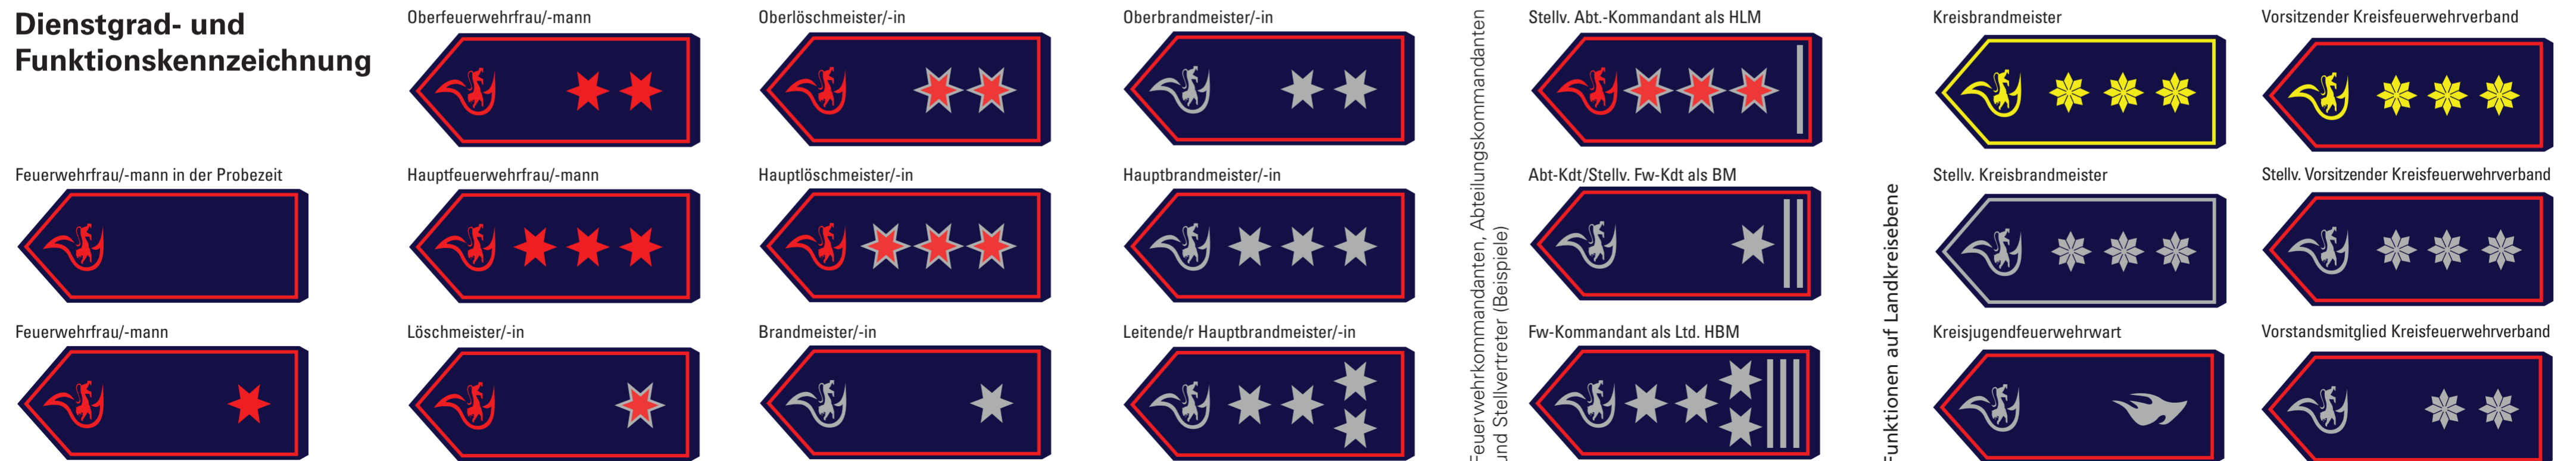 Dienstgrad- und
Funktionskennzeichnung
Feuerwehrfrau/-mann in der Probezeit
Feuerwehrfrau/-mann
Oberfeuerwehrfrau/-mann
Hauptfeuerwehrfrau/-mann
Löschmeister/-in
Oberlöschmeister/-in
Hauptlöschmeister/-in
Brandmeister/-in
Oberbrandmeister/-in
Hauptbrandmeister/-in
Leitende/r Hauptbrandmeister/-in
Feuerwehrkommandanten, Abteilungskommandanten
und Stellvertreter (Beispiele)
Stellv. Abt.-Kommandant als HLM
Abt-Kdt/Stellv. Fw-Kdt als BM
Fw-Kommandant als Ltd. HBM
Funktionen auf Landkreisebene
Kreisbrandmeister
Stellv. Kreisbrandmeister
Kreisjugendfeuerwehrwart
Vorsitzender Kreisfeuerwehrverband
Stellv. Vorsitzender Kreisfeuerwehrverband
Vorstandsmitglied Kreisfeuerwehrverband